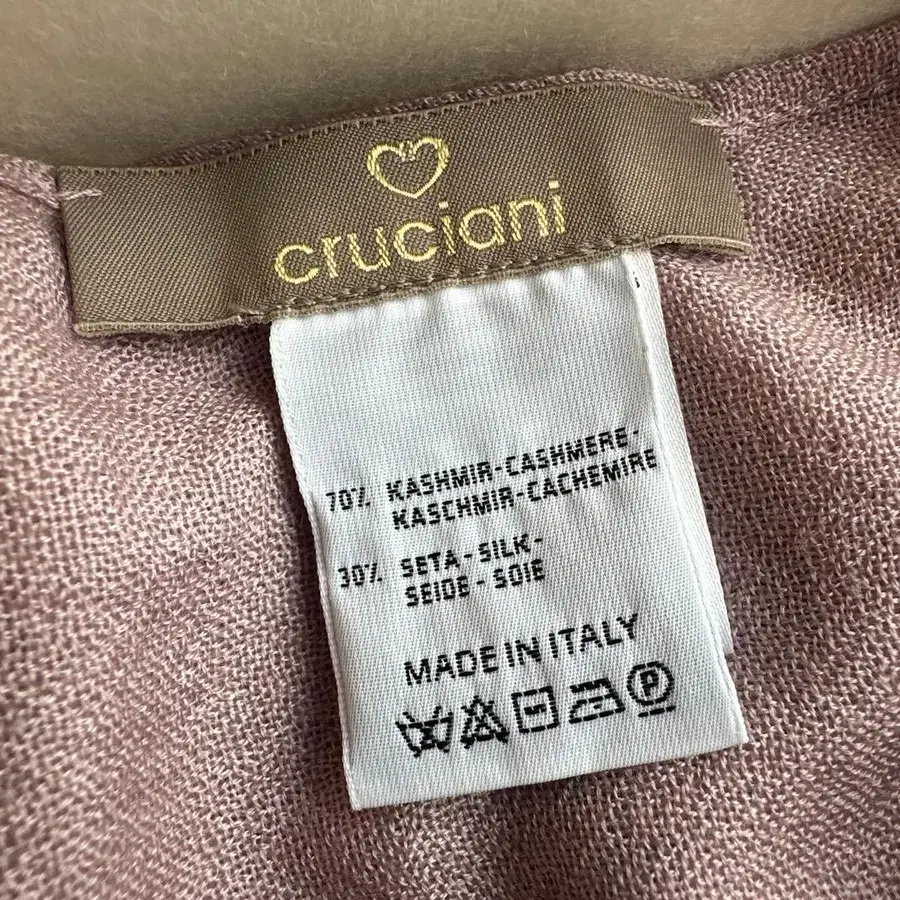 cruciani
70% KASHMIR-CASHMERE-
KASCHMIR-CACHEMIRE
30% SETA-SILK-
SEIDE-SOIE
MADE IN ITALY
P